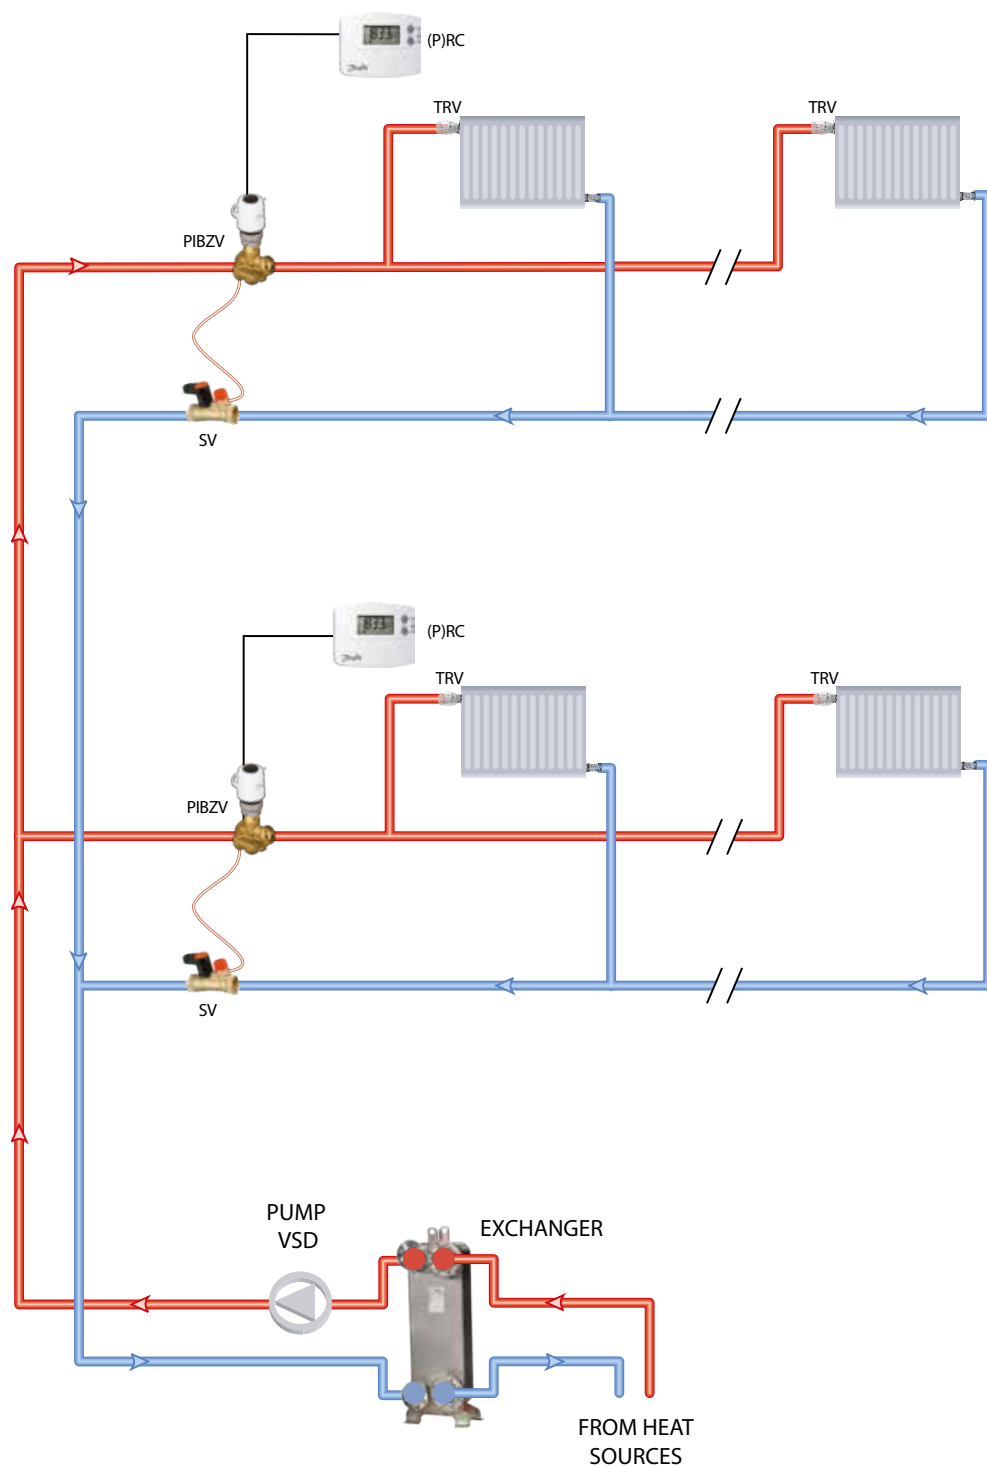 (P)RC
TRV
TRV
PIBZV
SV
(P)RC
TRV
TRV
PIBZV
SV
PUMP
VSD
EXCHANGER
FROM HEAT
SOURCES